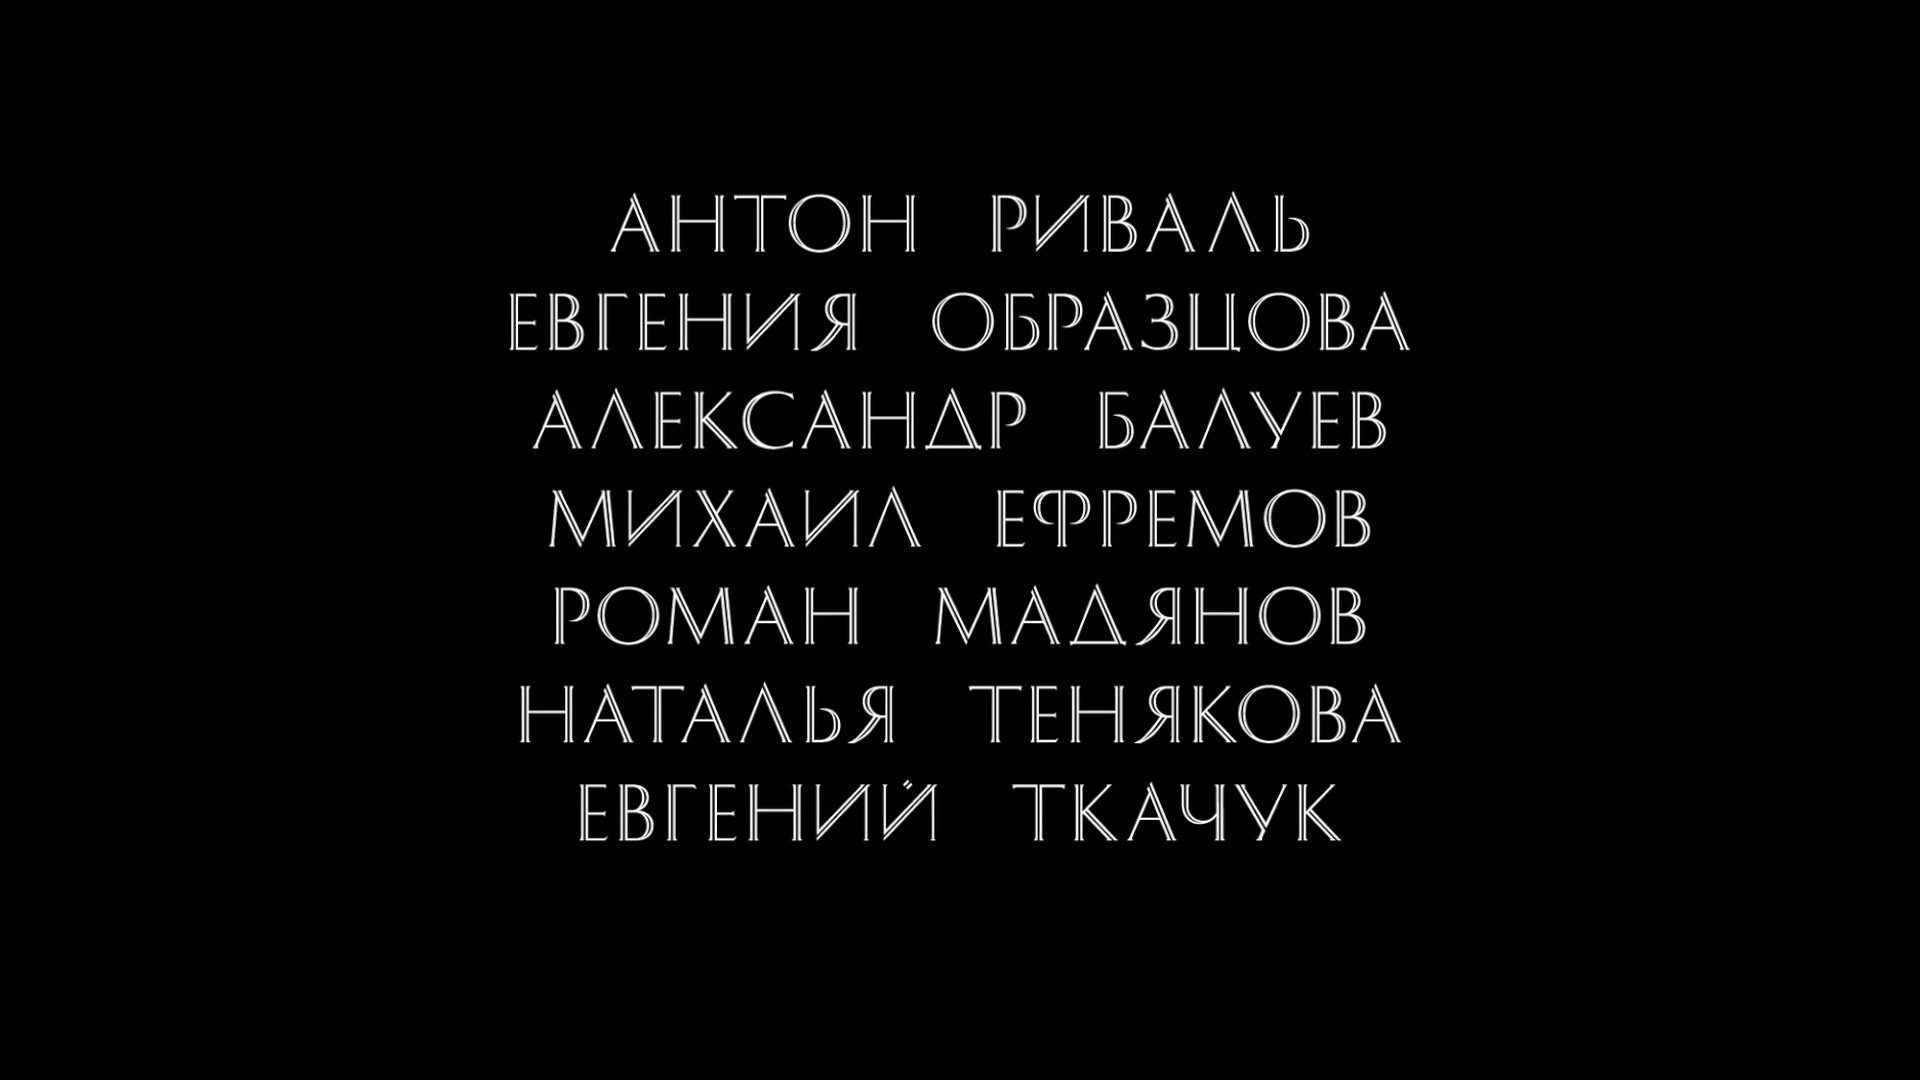 АНТОН РИВАЛЬ
ЕВГЕНИЯ ОБРАЗЦОВА
АЛЕКСАНДР БАЛУЕВ
МИХАИЛ ЕФРЕМОВ
РОМАН МАДЯНОВ
НАТАЛЬЯ ТЕНЯКОВА
ЕВГЕНИЙ ТКАЧУК